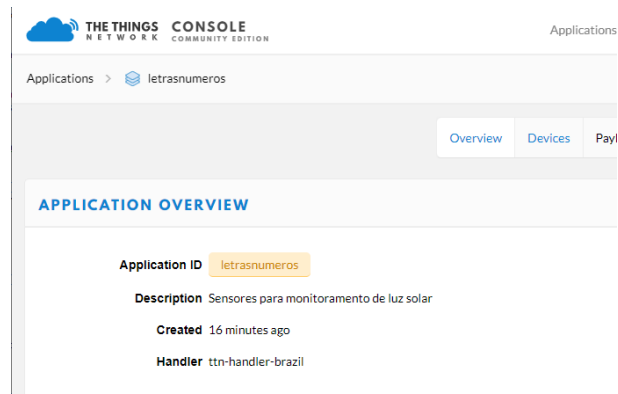 THE THINGS NETWORK CONSOLE COMMUNITY EDITION Applications
Applications > letrasnumeros
Overview Devices Payl
APPLICATION OVERVIEW
Application ID letrasnumeros
Description Sensores para monitoramento de luz solar
Created 16 minutes ago
Handler ttn-handler-brazil